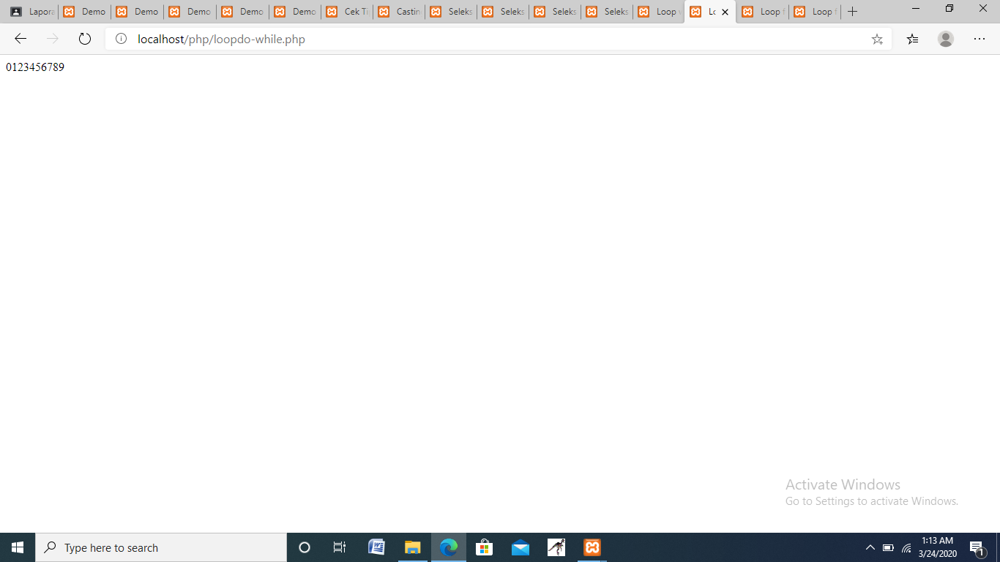 Lapora Demo Demo Demo Demo Demo Cek Ti Castin Seleks Seleks Seleks Seleks Loop Lo Loop f Loop f
localhost/php/loopdo-while.php
0123456789
Activate Windows
Go to Settings to activate Windows.
Type here to search
1:13 AM
3/24/2020
1